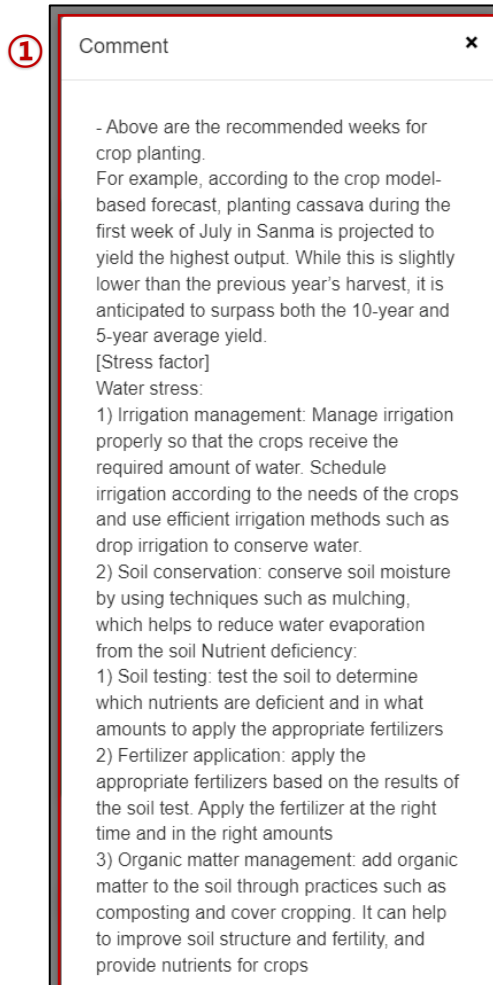 ①
Comment ×
- Above are the recommended weeks for
crop planting.
For example, according to the crop model-
based forecast, planting cassava during the
first week of July in Sanma is projected to
yield the highest output. While this is slightly
lower than the previous year's harvest, it is
anticipated to surpass both the 10-year and
5-year average yield.
[Stress factor]
Water stress:
1) Irrigation management: Manage irrigation
properly so that the crops receive the
required amount of water. Schedule
irrigation according to the needs of the crops
and use efficient irrigation methods such as
drop irrigation to conserve water.
2) Soil conservation: conserve soil moisture
by using techniques such as mulching,
which helps to reduce water evaporation
from the soil Nutrient deficiency:
1) Soil testing: test the soil to determine
which nutrients are deficient and in what
amounts to apply the appropriate fertilizers
2) Fertilizer application: apply the
appropriate fertilizers based on the results of
the soil test. Apply the fertilizer at the right
time and in the right amounts
3) Organic matter management: add organic
matter to the soil through practices such as
composting and cover cropping. It can help
to improve soil structure and fertility, and
provide nutrients for crops